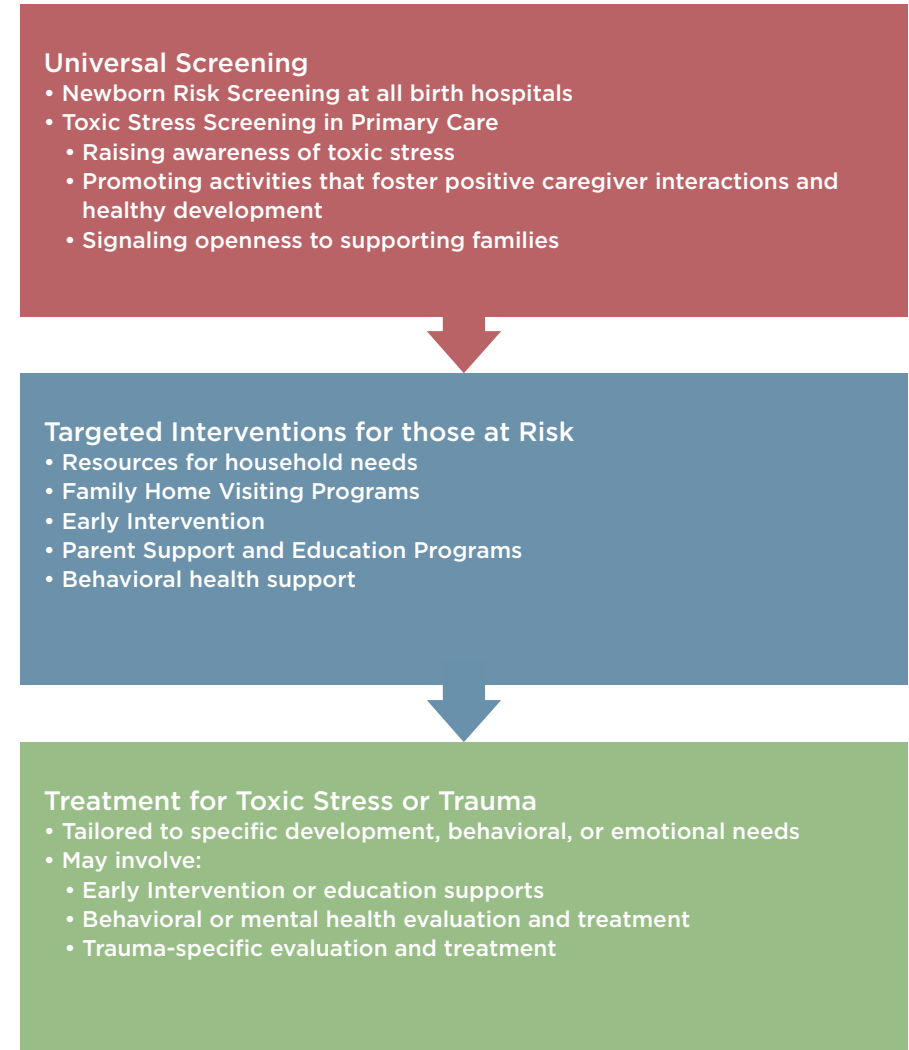 Universal Screening
• Newborn Risk Screening at all birth hospitals
• Toxic Stress Screening in Primary Care
• Raising awareness of toxic stress
• Promoting activities that foster positive caregiver interactions and
healthy development
• Signaling openness to supporting families
Targeted Interventions for those at Risk
• Resources for household needs
• Family Home Visiting Programs
• Early Intervention
• Parent Support and Education Programs
• Behavioral health support
Treatment for Toxic Stress or Trauma
• Tailored to specific development, behavioral, or emotional needs
• May involve:
• Early Intervention or education supports
• Behavioral or mental health evaluation and treatment
• Trauma-specific evaluation and treatment